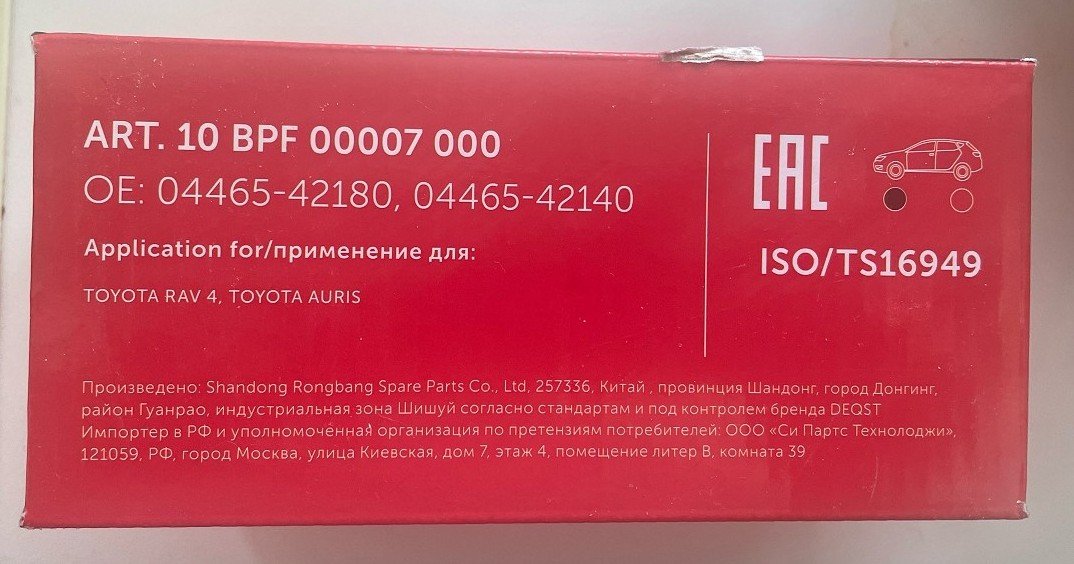 ART. 10 BPF 00007 000
OE: 04465-42180, 04465-42140
Application for/применение для:
TOYOTA RAV 4, TOYOTA AURIS
EAC
ISO/TS16949
Произведено: Shandong Rongbang Spare Parts Co., Ltd, 257336, Китай , провинция Шандонг, город Донгинг,
район Гуанрао, индустриальная зона Шишуй согласно стандартам и под контролем бренда DEQST
Импортер в РФ и уполномоченная организация по претензиям потребителей: ООО «Си Партс Технолоджи»,
121059, РФ, город Москва, улица Киевская, дом 7, этаж 4, помещение литер В, комната 39